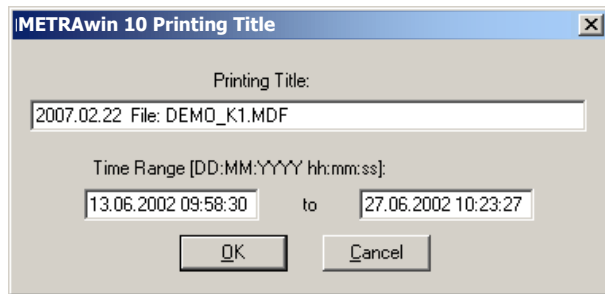 METRAwin 10 Printing Title
Printing Title:
2007.02.22 File: DEMO_K1.MDF
Time Range [DD:MM:YYYY hh:mm:ss]:
13.06.2002 09:58:30 to 27.06.2002 10:23:27
OK Cancel